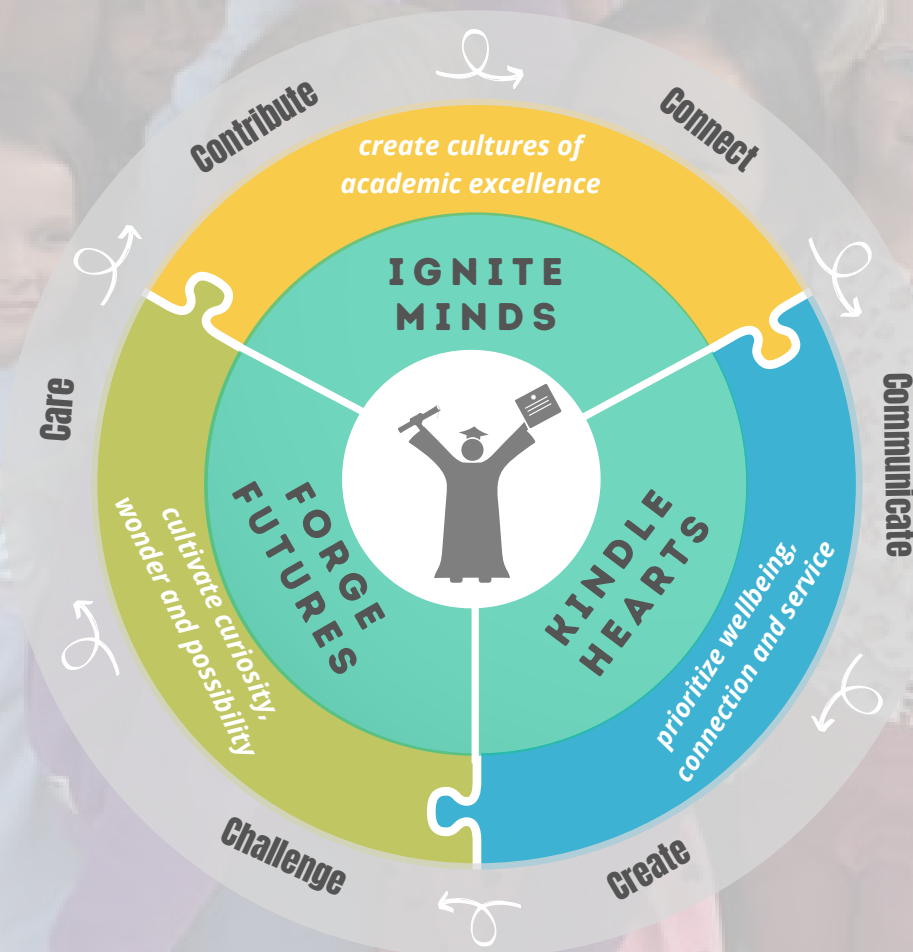 Contribute
Connect
create cultures of
academic excellence
IGNITE
MINDS
Care
Communicate
FORGE
FUTURES
KINDLE
HEARTS
cultivate curiosity,
wonder and possibility
prioritize wellbeing,
connection and service
Challenge
Create